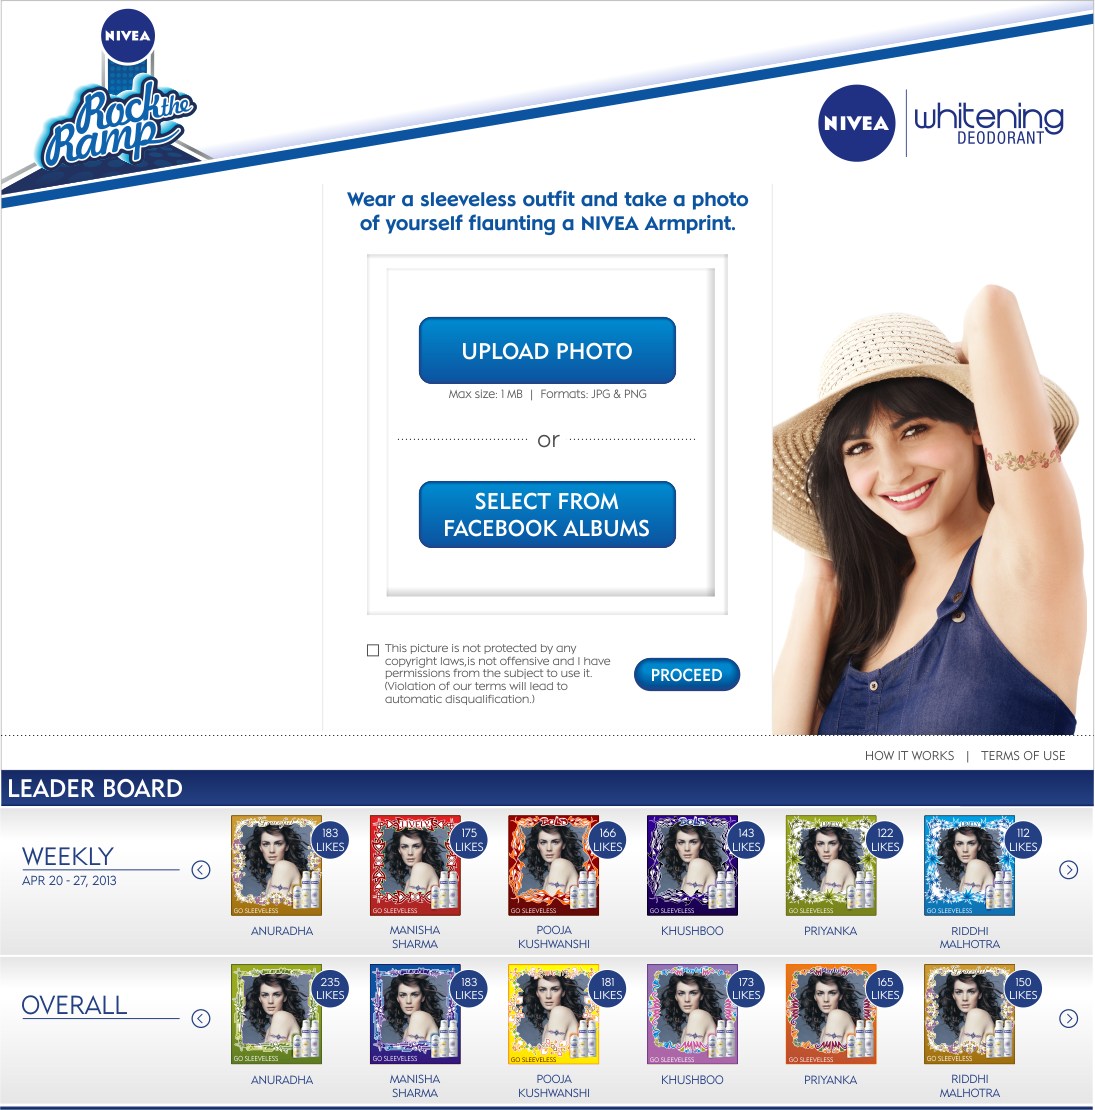 NIVEA
Rock the
Ramp
NIVEA
whitening
DEODORANT
Wear a sleeveless outfit and take a photo
of yourself flaunting a NIVEA Armprint.
UPLOAD PHOTO
Max size: 1 MB | Formats: JPG & PNG
or
SELECT FROM
FACEBOOK ALBUMS
This picture is not protected by any
copyright laws,is not offensive and I have
permissions from the subject to use it.
(Violation of our terms will lead to
automatic disqualification.)
PROCEED
HOW IT WORKS | TERMS OF USE
LEADER BOARD
WEEKLY
APR 20 - 27, 2013
183
LIKES
GO SLEEVELESS
ANURADHA
LIVELY
175
LIKES
GO SLEEVELESS
MANISHA
SHARMA
BOLD
166
LIKES
GO SLEEVELESS
POOJA
KUSHWANSHI
BOLD
143
LIKES
GO SLEEVELESS
KHUSHBOO
LIVELY
122
LIKES
GO SLEEVELESS
PRIYANKA
LIVELY
112
LIKES
GO SLEEVELESS
RIDDHI
MALHOTRA
OVERALL
235
LIKES
GO SLEEVELESS
ANURADHA
183
LIKES
GO SLEEVELESS
MANISHA
SHARMA
181
LIKES
GO SLEEVELESS
POOJA
KUSHWANSHI
173
LIKES
GO SLEEVELESS
KHUSHBOO
165
LIKES
GO SLEEVELESS
PRIYANKA
150
LIKES
GO SLEEVELESS
RIDDHI
MALHOTRA